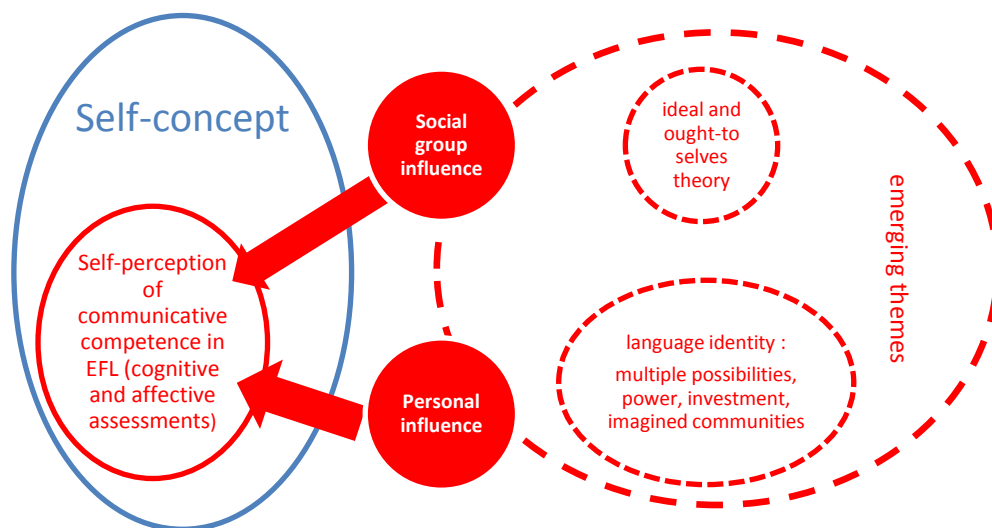 Self-concept
Self-perception
of
communicative
competence in
EFL (cognitive
and affective
assessments)
Social
group
influence
Personal
influence
ideal and
ought-to
selves
theory
language identity :
multiple possibilities,
power, investment,
imagined communities
emerging themes